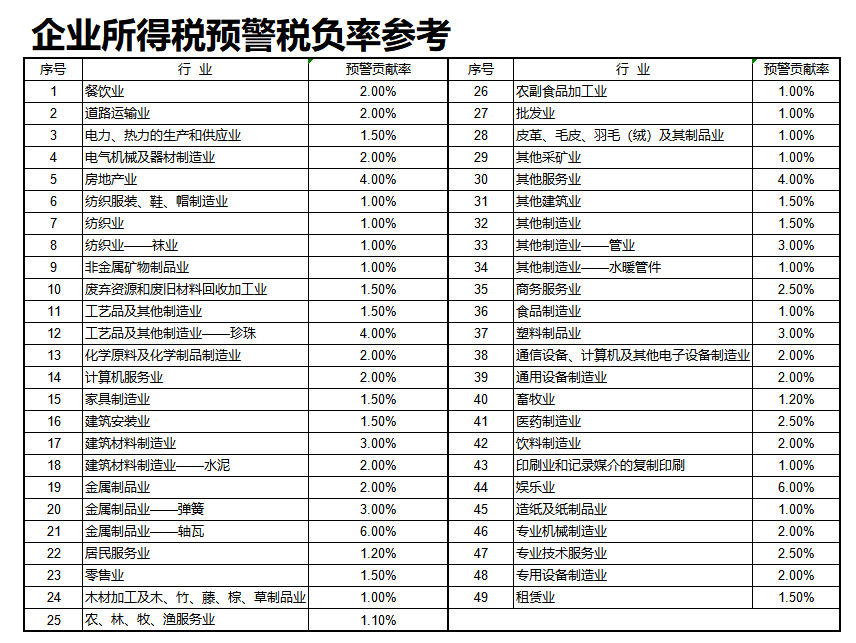 企业所得税预警税负率参考
序号 行 业 预警贡献率 序号 行 业 预警贡献率
1 餐饮业 2.00% 26 农副食品加工业 1.00%
2 道路运输业 2.00% 27 批发业 1.00%
3 电力、热力的生产和供应业 1.50% 28 皮革、毛皮、羽毛（绒）及其制品业 1.00%
4 电气机械及器材制造业 2.00% 29 其他采矿业 1.00%
5 房地产业 4.00% 30 其他服务业 4.00%
6 纺织服装、鞋、帽制造业 1.00% 31 其他建筑业 1.50%
7 纺织业 1.00% 32 其他制造业 1.50%
8 纺织业——袜业 1.00% 33 其他制造业——管业 3.00%
9 非金属矿物制品业 1.00% 34 其他制造业——水暖管件 1.00%
10 废弃资源和废旧材料回收加工业 1.50% 35 商务服务业 2.50%
11 工艺品及其他制造业 1.50% 36 食品制造业 1.00%
12 工艺品及其他制造业——珍珠 4.00% 37 塑料制品业 3.00%
13 化学原料及化学制品制造业 2.00% 38 通信设备、计算机及其他电子设备制造业 2.00%
14 计算机服务业 2.00% 39 通用设备制造业 2.00%
15 家具制造业 1.50% 40 畜牧业 1.20%
16 建筑安装业 1.50% 41 医药制造业 2.50%
17 建筑材料制造业 3.00% 42 饮料制造业 2.00%
18 建筑材料制造业——水泥 2.00% 43 印刷业和记录媒介的复制印刷 1.00%
19 金属制品业 2.00% 44 娱乐业 6.00%
20 金属制品业——弹簧 3.00% 45 造纸及纸制品业 1.00%
21 金属制品业——轴瓦 6.00% 46 专业机械制造业 2.00%
22 居民服务业 1.20% 47 专业技术服务业 2.50%
23 零售业 1.50% 48 专用设备制造业 2.00%
24 木材加工及木、竹、藤、棕、草制品业 1.00% 49 租赁业 1.50%
25 农、林、牧、渔服务业 1.10%